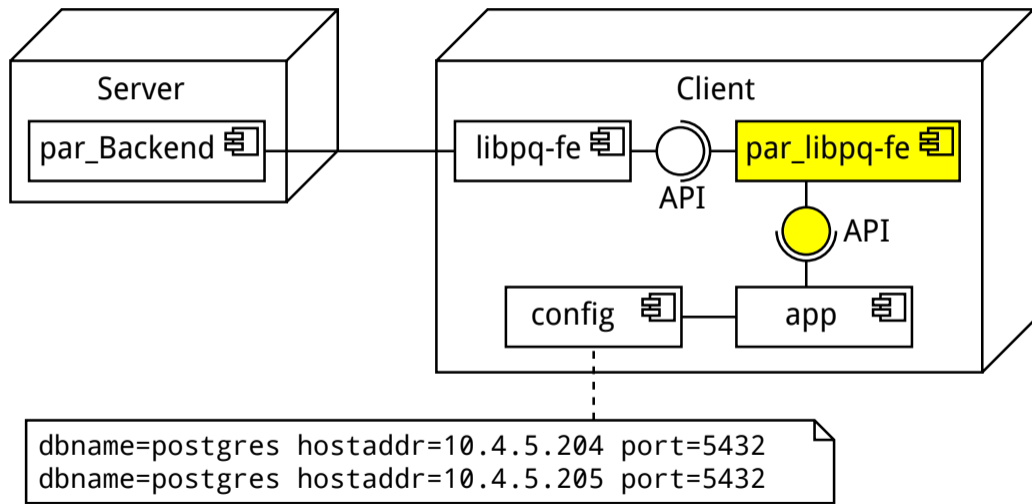 Server
Client
par_Backend
libpq-fe
par_libpq-fe
API
API
config
app
dbname=postgres hostaddr=10.4.5.204 port=5432
dbname=postgres hostaddr=10.4.5.205 port=5432